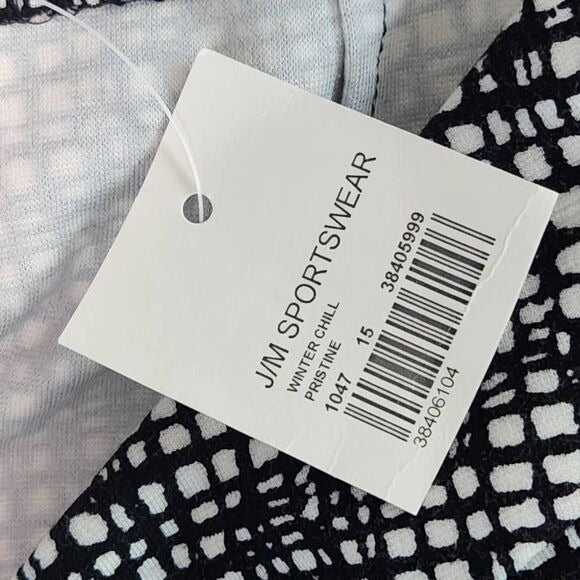 J/M SPORTSWEAR
WINTER CHILL
PRISTINE
1047 15 38405999
38406104